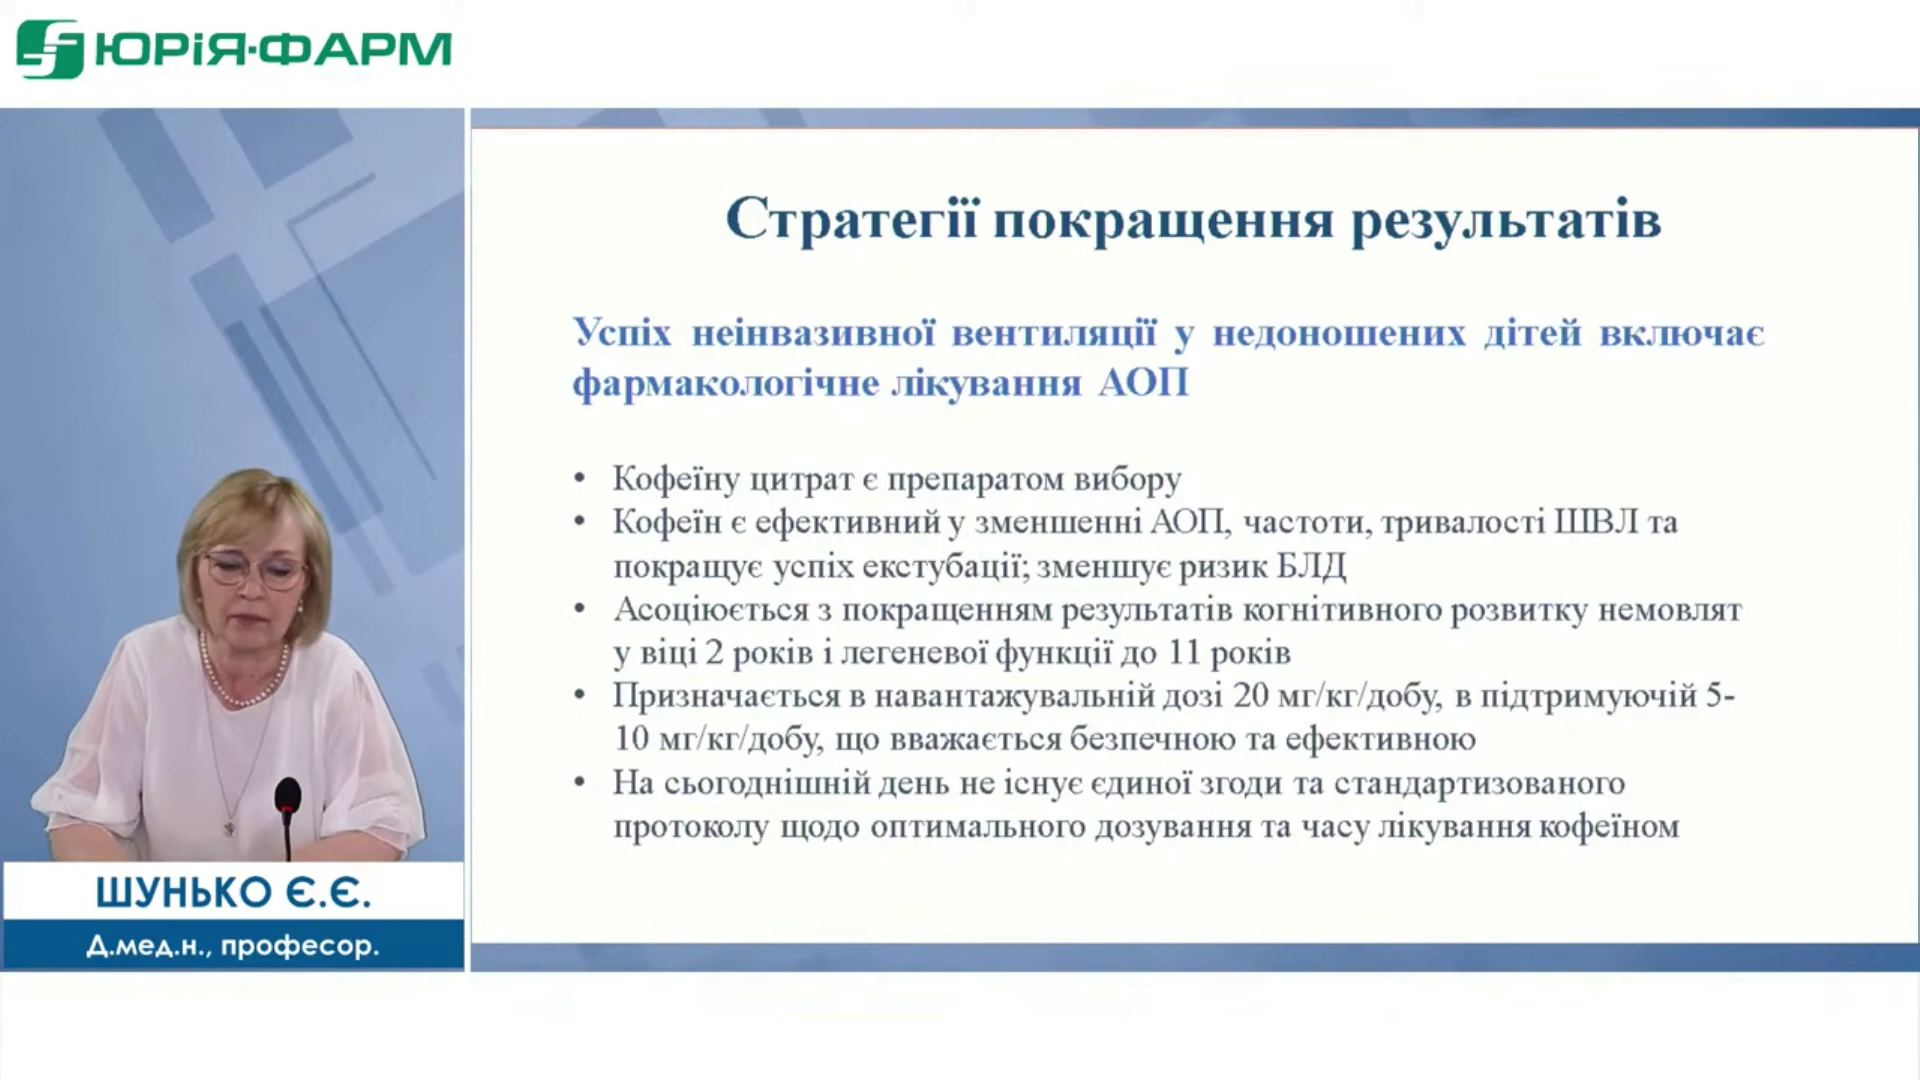 ЮРіЯ·ФАРМ
Стратегії покращення результатів
Успіх неінвазивної вентиляції у недоношених дітей включає
фармакологічне лікування АОП
• Кофеїну цитрат є препаратом вибору
• Кофеїн є ефективний у зменшенні АОП, частоти, тривалості ШВЛ та
покращує успіх екстубації; зменшує ризик БЛД
• Асоціюється з покращенням результатів когнітивного розвитку немовлят
у віці 2 років і легеневої функції до 11 років
• Призначається в навантажувальній дозі 20 мг/кг/добу, в підтримуючій 5-
10 мг/кг/добу, що вважається безпечною та ефективною
• На сьогоднішній день не існує єдиної згоди та стандартизованого
протоколу щодо оптимального дозування та часу лікування кофеїном
ШУНЬКО Є.Є.
Д.мед.н., професор.